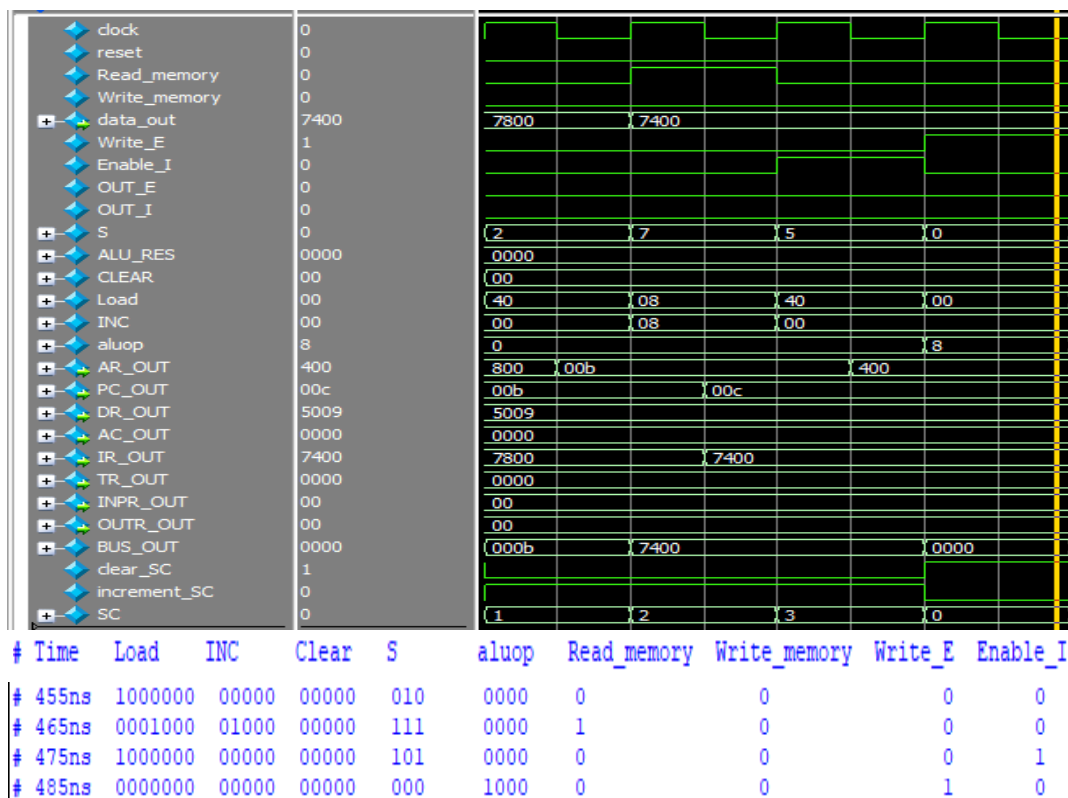 clock 0
reset 0
Read_memory 0
Write_memory 0
data_out 7400 7800 7400
Write_E 1
Enable_I 0
OUT_E 0
OUT_I 0
S 0 2 7 5 0
ALU_RES 0000 0000
CLEAR 00 00
Load 00 40 08 40 00
INC 00 00 08 00
aluop 8 0 8
AR_OUT 400 800 00b 400
PC_OUT 00c 00b 00c
DR_OUT 5009 5009
AC_OUT 0000 0000
IR_OUT 7400 7800 7400
TR_OUT 0000 0000
INPR_OUT 00 00
OUTR_OUT 00 00
BUS_OUT 0000 000b 7400 0000
clear_SC 1
increment_SC 0
SC 0 1 2 3 0
# Time Load INC Clear S aluop Read_memory Write_memory Write_E Enable_I
# 455ns 1000000 00000 00000 010 0000 0 0 0 0
# 465ns 0001000 01000 00000 111 0000 1 0 0 0
# 475ns 1000000 00000 00000 101 0000 0 0 0 1
# 485ns 0000000 00000 00000 000 1000 0 0 1 0